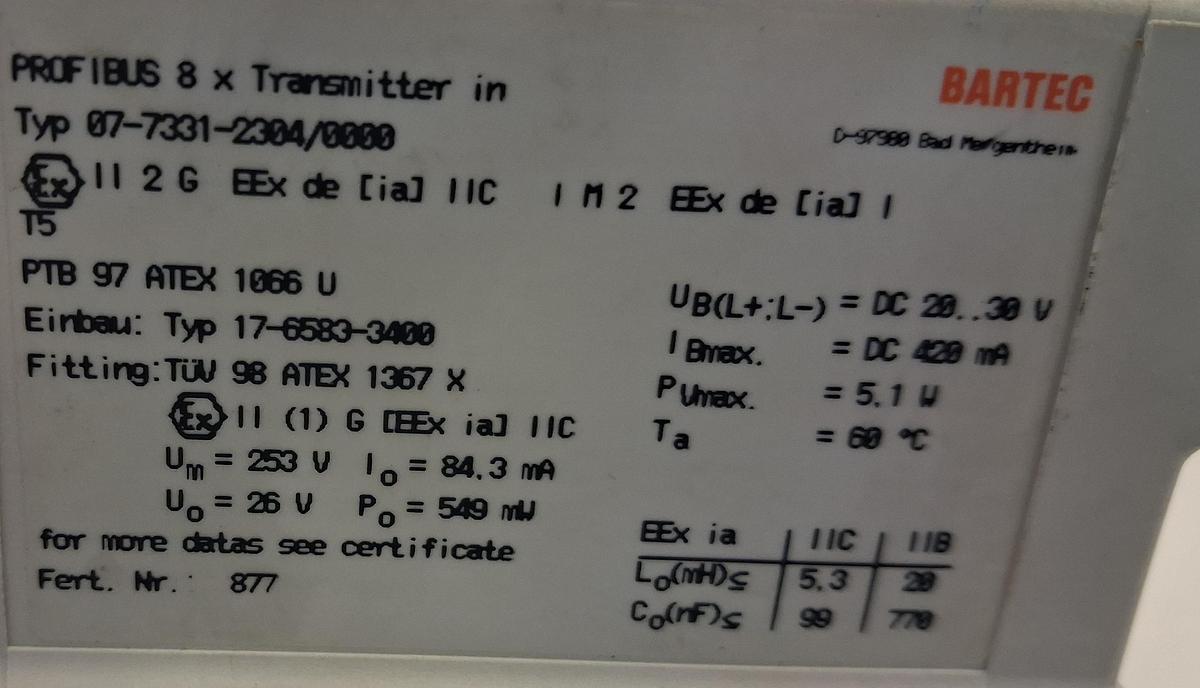 PROFIBUS 8 x Transmitter in
BARTEC
Typ 07-7331-2304/0000
D-97980 Bad Mergentheim
Ex II 2 G EEx de [ia] IIC I M 2 EEx de [ia] I
T5
PTB 97 ATEX 1066 U
Einbau: Typ 17-6583-3400
Fitting: TÜV 98 ATEX 1367 X
Ex II (1) G [EEx ia] IIC
Um = 253 V Io = 84.3 mA
Uo = 26 V Po = 549 mW
for more datas see certificate
Fert. Nr.: 877
UB(L+;L-) = DC 20..30 V
I Bmax. = DC 420 mA
P Vmax. = 5.1 W
Ta = 60 °C
EEx ia | IIC | IIB
Lo(mH)≤ 5.3 | 20
Co(nF)≤ 99 | 770